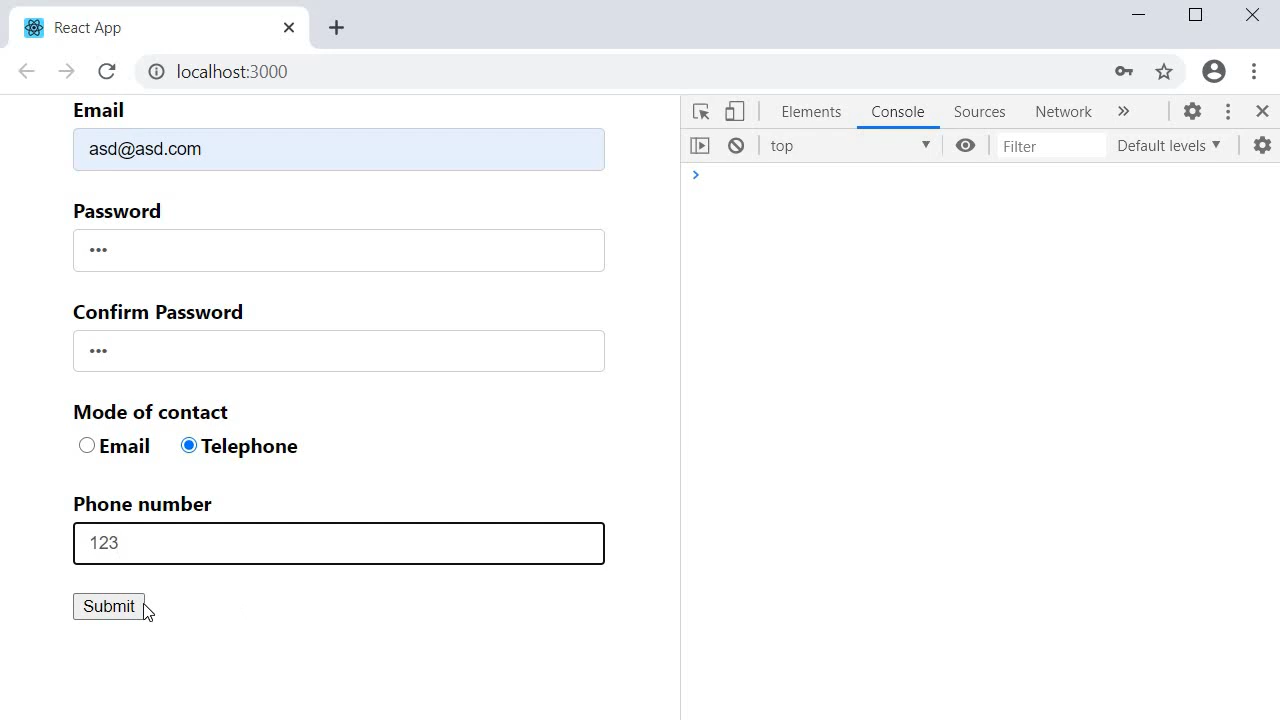 React App
localhost:3000
Email
asd@asd.com
Password
•••
Confirm Password
•••
Mode of contact
Email Telephone
Phone number
123
Submit
Elements Console Sources Network »
top Filter Default levels